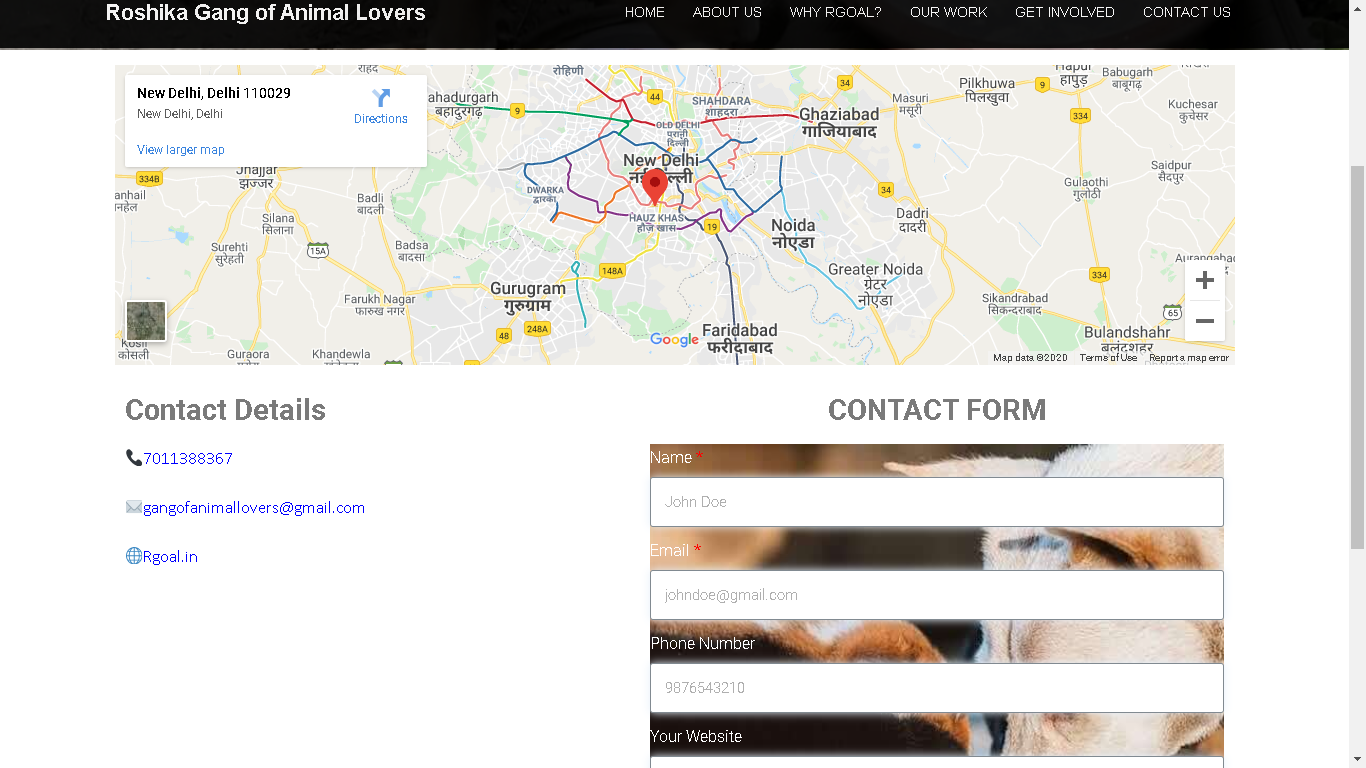 Roshika Gang of Animal Lovers
HOME
ABOUT US
WHY RGOAL?
OUR WORK
GET INVOLVED
CONTACT US
New Delhi, Delhi 110029
New Delhi, Delhi
Directions
View larger map
रोहिणी
44
34
SHAHDARA
शाहदरा
Pilkhuwa
पिलखुवा
9
हापुड़
Babugarh
बाबूगढ़
ahadurgarh
बहादुरगढ़
9
OLD DELHI
पुरानी
दिल्ली
Ghaziabad
गाज़ियाबाद
Masuri
मसूरी
334
Kuchesar
कुचेसर
Jhajjar
झज्जर
334B
New Delhi
DWARKA
द्वारका
34
Gulaothi
गुलोठी
Saidpur
सैदपुर
Badli
बादली
Silana
सिलाना
HAUZ KHAS
हौज़ खास
19
Noida
नोएडा
Dadri
दादरी
Surehti
सुरेहती
15A
Badsa
बादसा
148A
Greater Noida
ग्रेटर
नोएडा
334
Gurugram
गुरुग्राम
Farukh Nagar
फारुख नगर
Sikandrabad
सिकन्दराबाद
65
48
248A
Faridabad
फरीदाबाद
Bulandshahr
बुलंदशहर
कोसली
Guraora
Khandewla
Google
Map data ©2020
Terms of Use
Report a map error
Contact Details
7011388367
gangofanimallovers@gmail.com
Rgoal.in
CONTACT FORM
Name *
John Doe
Email *
johndoe@gmail.com
Phone Number
9876543210
Your Website